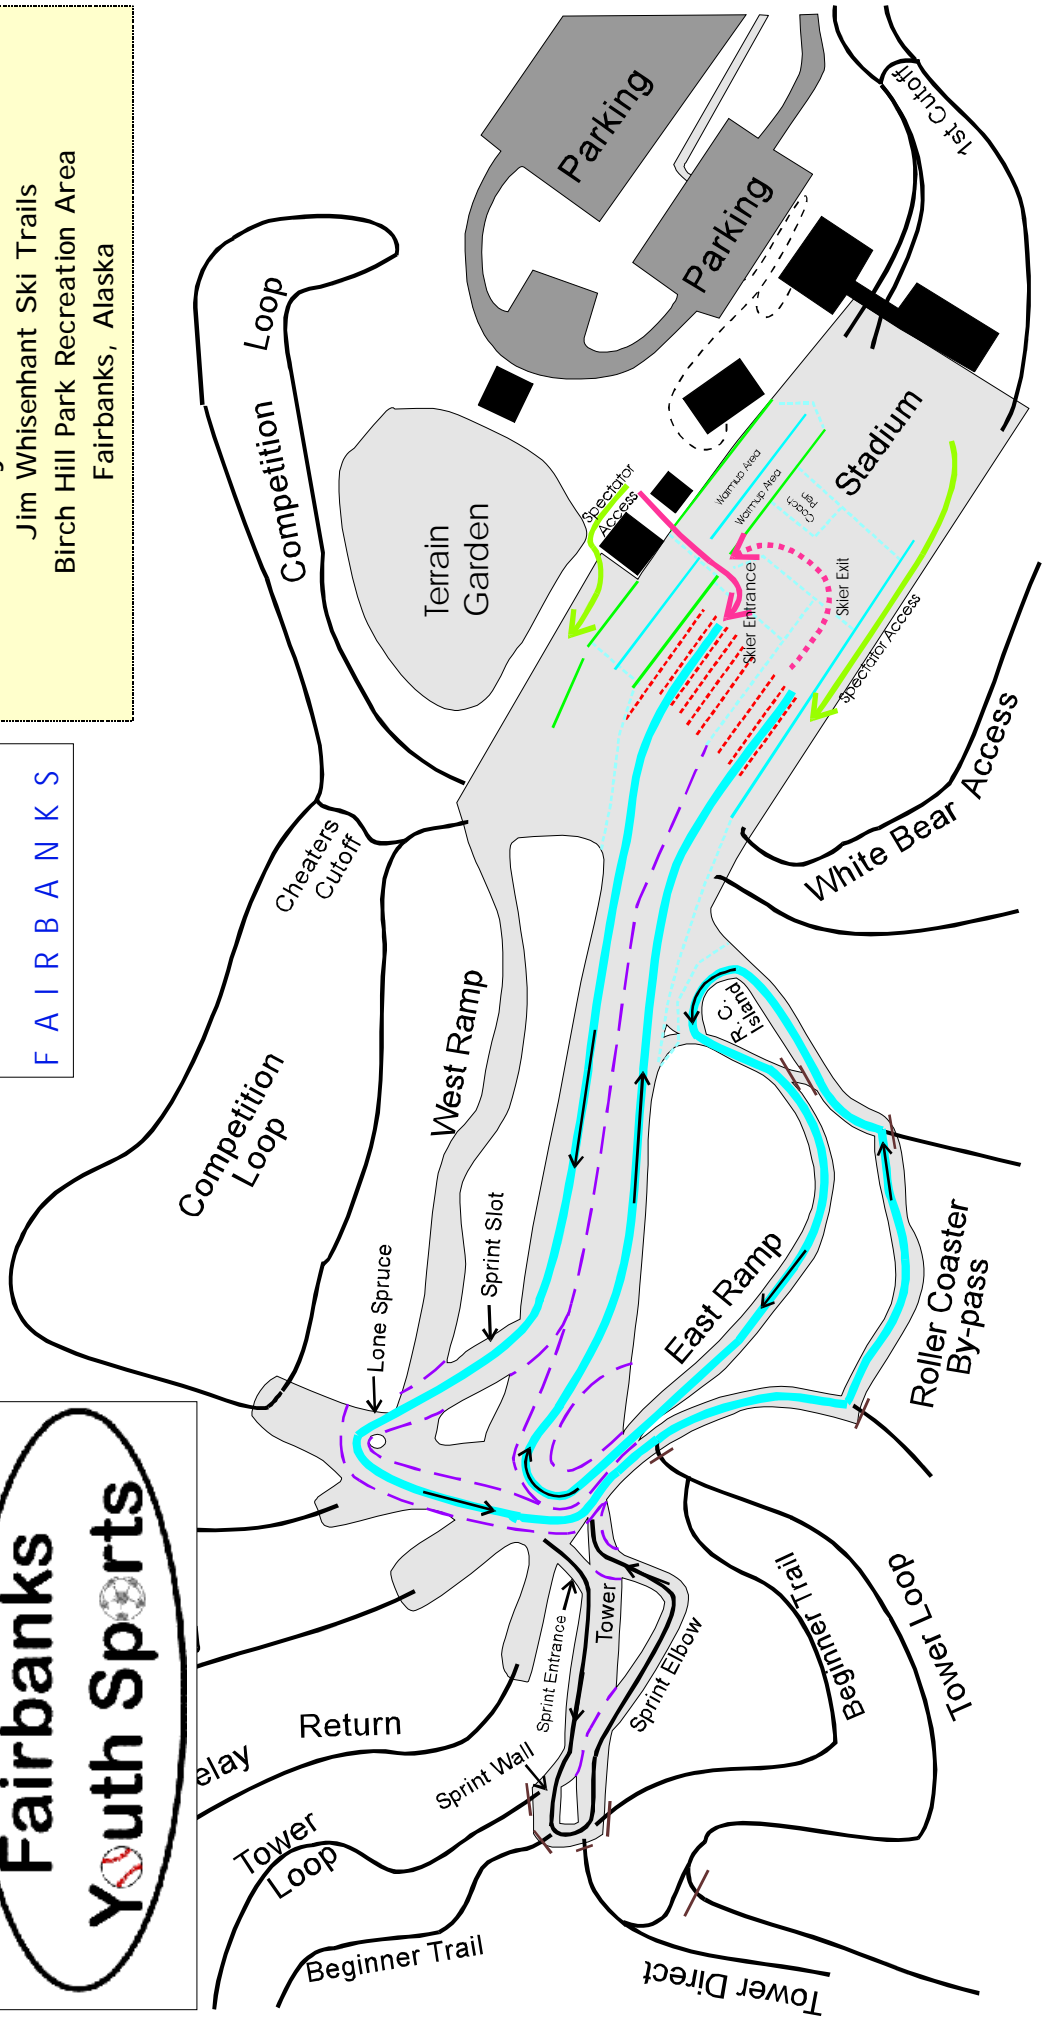 Jim Whisenhant Ski Trails
Birch Hill Park Recreation Area
Fairbanks, Alaska
FAIRBANKS
Fairbanks
Youth Sports
Parking
Parking
1st Cutoff
Loop
Competition
Terrain
Garden
Spectator
Access
Warmup Area
Warmup Area
Coach
Pen
Stadium
Skier Entrance
Skier Exit
Spectator Access
White Bear Access
Cheaters
Cutoff
Competition
Loop
West Ramp
R.C.
Island
Sprint Slot
Lone Spruce
East Ramp
Roller Coaster
By-pass
Beginner Trail
Tower Loop
Tower
Sprint Entrance
Sprint Elbow
Sprint Wall
Return
elay
Tower
Loop
Beginner Trail
Tower Direct